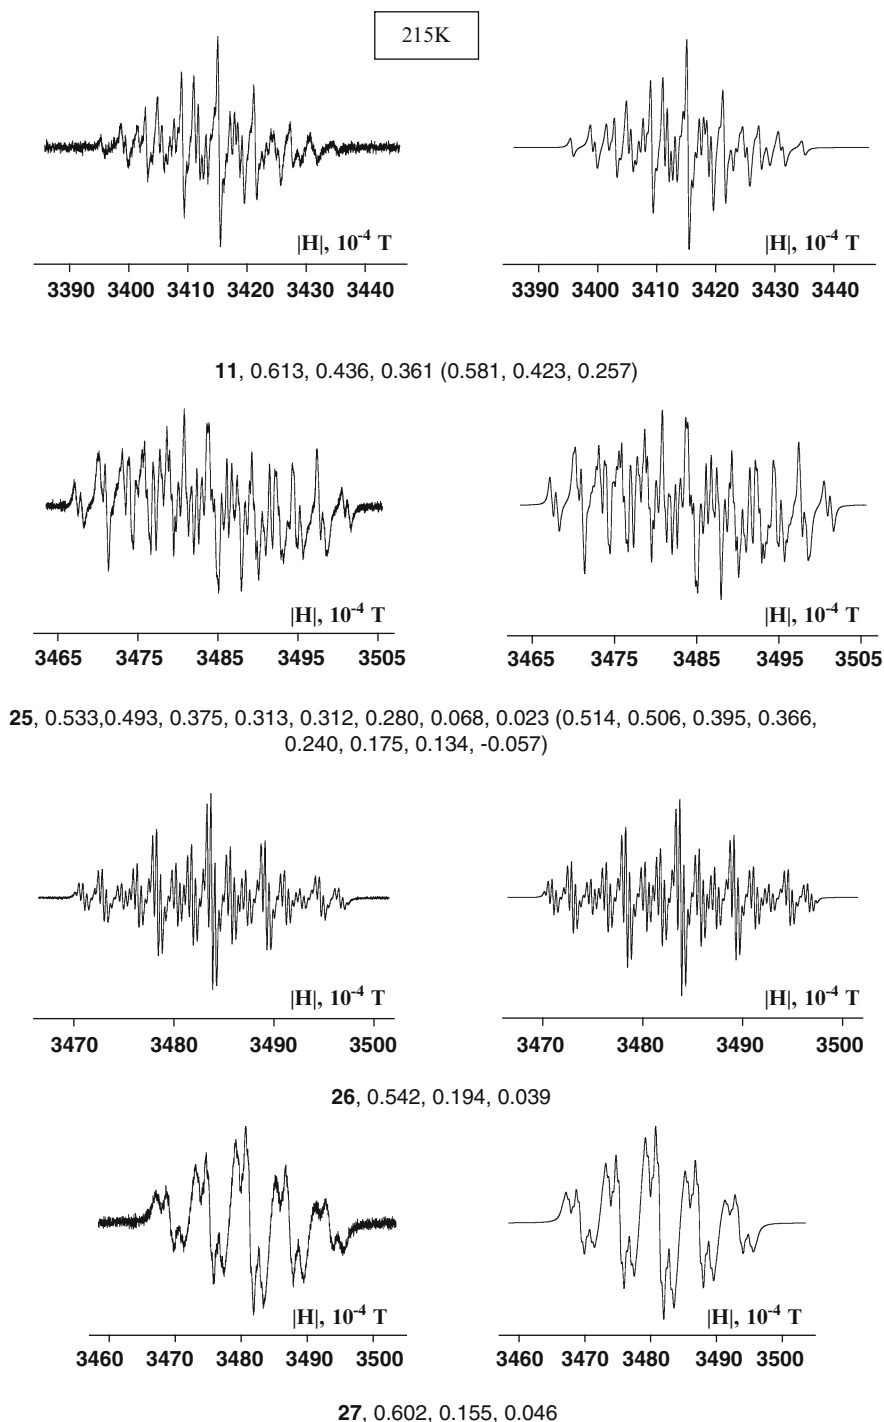 215K
|H|, 10⁻⁴ T |H|, 10⁻⁴ T
3390 3400 3410 3420 3430 3440 3390 3400 3410 3420 3430 3440
11, 0.613, 0.436, 0.361 (0.581, 0.423, 0.257)
|H|, 10⁻⁴ T |H|, 10⁻⁴ T
3465 3475 3485 3495 3505 3465 3475 3485 3495 3505
25, 0.533,0.493, 0.375, 0.313, 0.312, 0.280, 0.068, 0.023 (0.514, 0.506, 0.395, 0.366,
0.240, 0.175, 0.134, -0.057)
|H|, 10⁻⁴ T |H|, 10⁻⁴ T
3470 3480 3490 3500 3470 3480 3490 3500
26, 0.542, 0.194, 0.039
|H|, 10⁻⁴ T |H|, 10⁻⁴ T
3460 3470 3480 3490 3500 3460 3470 3480 3490 3500
27, 0.602, 0.155, 0.046